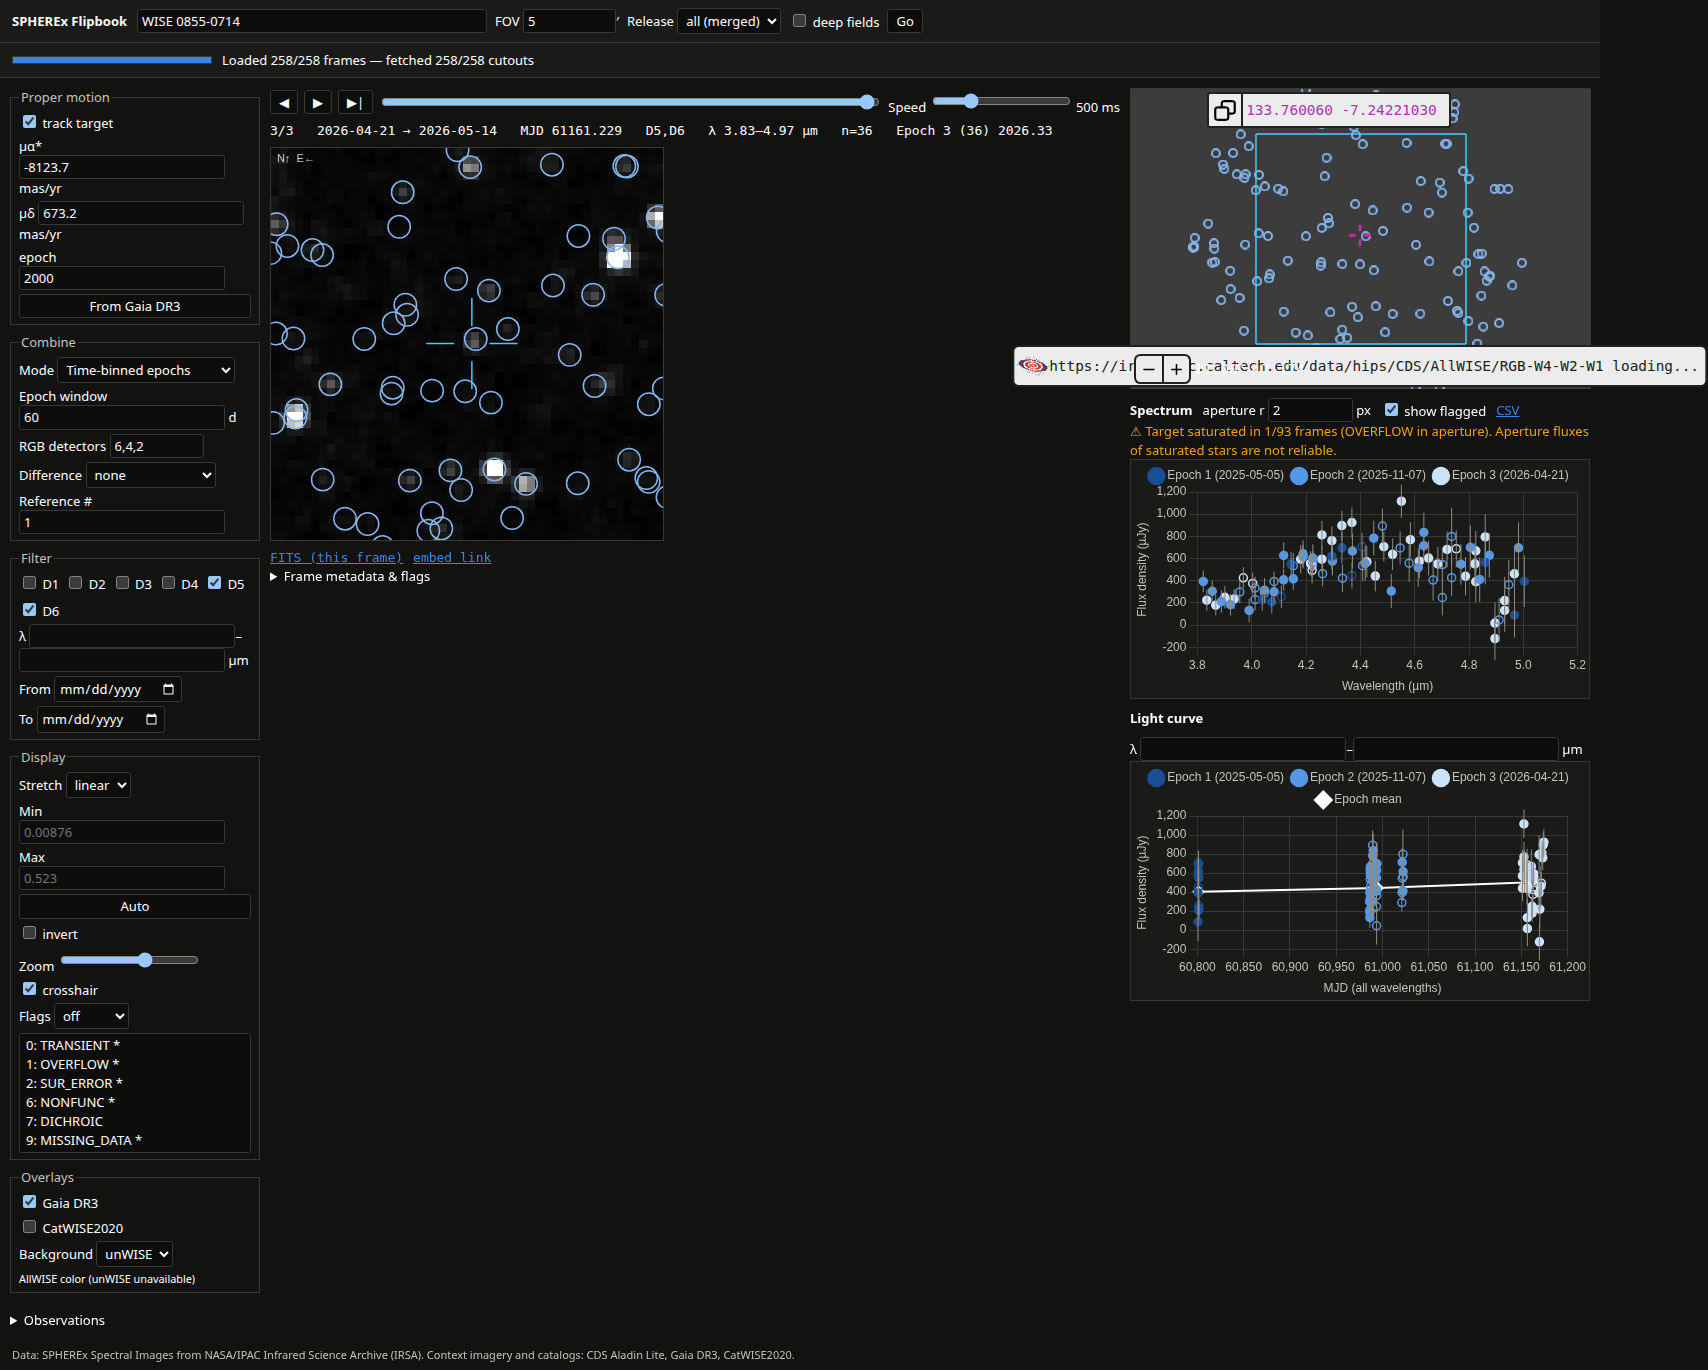 SPHEREx Flipbook WISE 0855-0714 FOV 5 ′ Release all (merged) deep fields Go
Loaded 258/258 frames — fetched 258/258 cutouts
Proper motion
track target
μα*
-8123.7
mas/yr
μδ 673.2
mas/yr
epoch
2000
From Gaia DR3
Combine
Mode Time-binned epochs
Epoch window
60 d
RGB detectors 6,4,2
Difference none
Reference #
1
Filter
D1 D2 D3 D4 D5
D6
λ –
μm
From mm/dd/yyyy
To mm/dd/yyyy
Display
Stretch linear
Min
0.00876
Max
0.523
Auto
invert
Zoom
crosshair
Flags off
0: TRANSIENT *
1: OVERFLOW *
2: SUR_ERROR *
6: NONFUNC *
7: DICHROIC
9: MISSING_DATA *
Overlays
Gaia DR3
CatWISE2020
Background unWISE
AllWISE color (unWISE unavailable)
Observations
◀ ▶ ▶| Speed 500 ms
3/3 2026-04-21 → 2026-05-14 MJD 61161.229 D5,D6 λ 3.83–4.97 μm n=36 Epoch 3 (36) 2026.33
N↑ E←
FITS (this frame) embed link
Frame metadata & flags
133.760060 -7.24221030
https://ir − + caltech.edu/data/hips/CDS/AllWISE/RGB-W4-W2-W1 loading...
Spectrum aperture r 2 px show flagged CSV
⚠ Target saturated in 1/93 frames (OVERFLOW in aperture). Aperture fluxes
of saturated stars are not reliable.
Epoch 1 (2025-05-05) Epoch 2 (2025-11-07) Epoch 3 (2026-04-21)
1,200
1,000
800
600
400
200
0
-200
Flux density (μJy)
3.8 4.0 4.2 4.4 4.6 4.8 5.0 5.2
Wavelength (μm)
Light curve
λ – μm
Epoch 1 (2025-05-05) Epoch 2 (2025-11-07) Epoch 3 (2026-04-21)
Epoch mean
1,200
1,000
800
600
400
200
0
-200
Flux density (μJy)
60,800 60,850 60,900 60,950 61,000 61,050 61,100 61,150 61,200
MJD (all wavelengths)
Data: SPHEREx Spectral Images from NASA/IPAC Infrared Science Archive (IRSA). Context imagery and catalogs: CDS Aladin Lite, Gaia DR3, CatWISE2020.